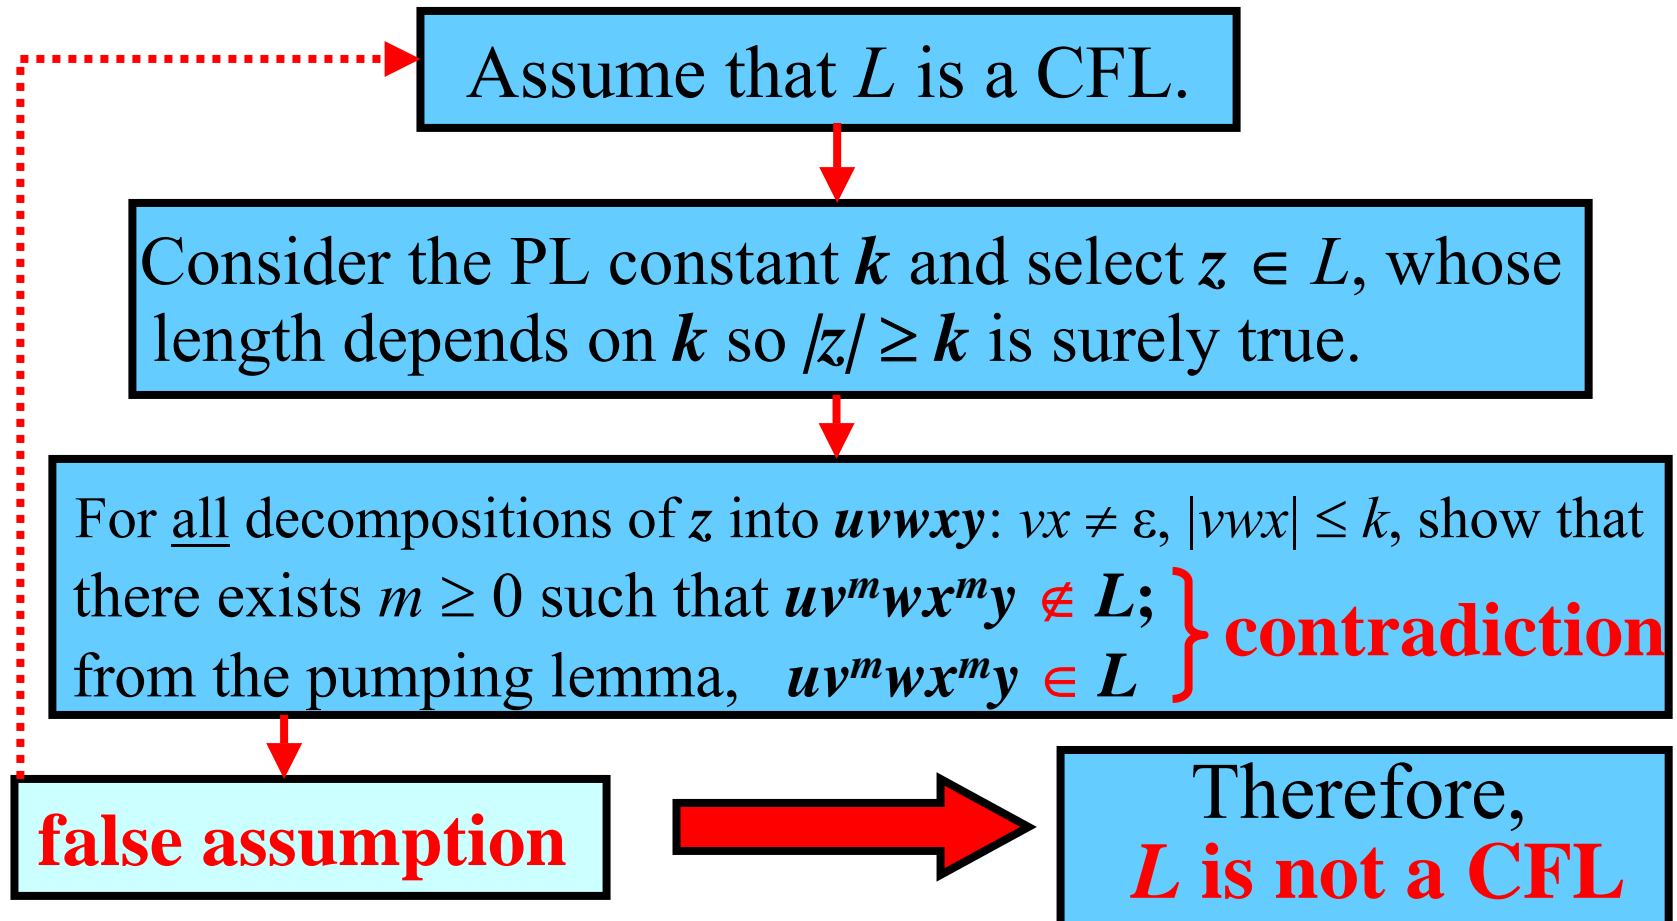 Assume that L is a CFL.
Consider the PL constant k and select z ∈ L, whose
length depends on k so |z| ≥ k is surely true.
For all decompositions of z into uvwxy: vx ≠ ε, |vwx| ≤ k, show that
there exists m ≥ 0 such that uvᵐwxᵐy ∉ L;
from the pumping lemma, uvᵐwxᵐy ∈ L
contradiction
false assumption
Therefore,
L is not a CFL